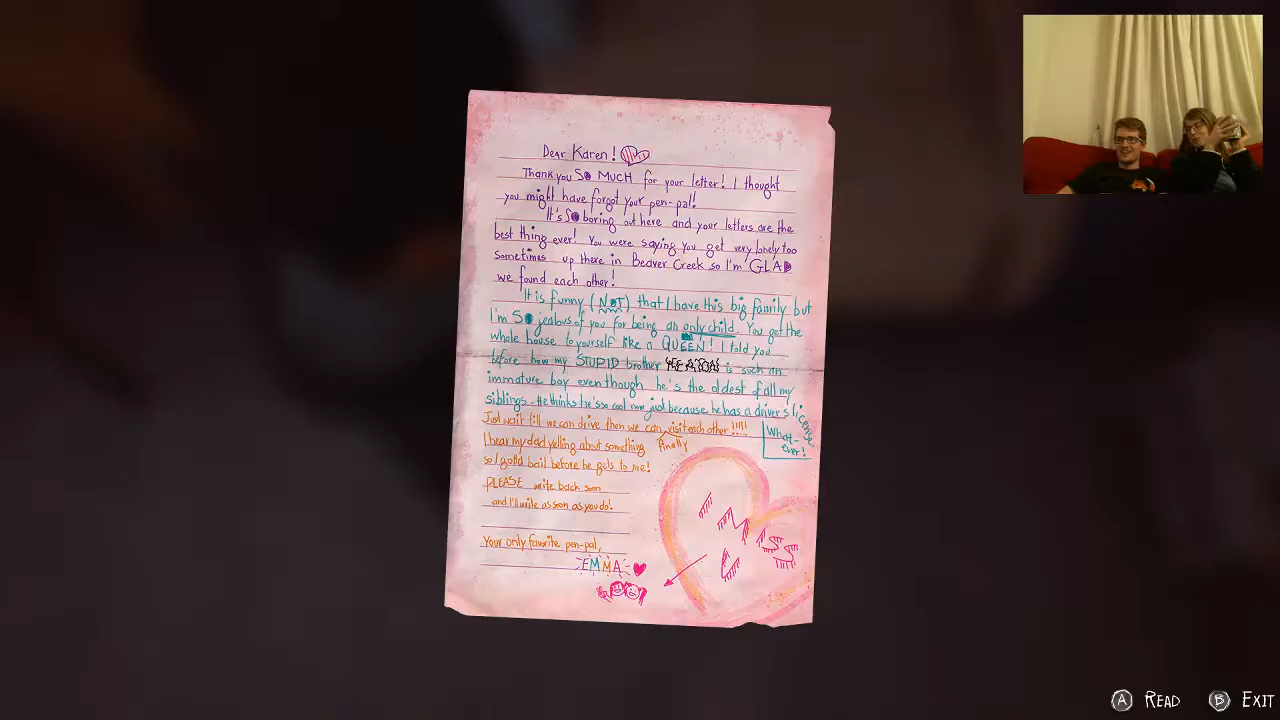 Dear Karen!
Thank you SO MUCH for your letter! I thought
you might have forgot your pen-pal!
It's SO boring out here and your letters are the
best thing ever! You were saying you get very lonely too
sometimes up there in Beaver Creek so I'm GLAD
we found each other!
It is funny (NOT) that I have this big family but
I'm SO jealous of you for being an only child. You get the
whole house to yourself like a QUEEN! I told you
before how my STUPID brother is such an
immature boy even though he's the oldest of all my
siblings. He thinks he's so cool now just because he has a driver's license
What-
ever!
Just wait till we can drive then we can finally visit each other!!!!!
I hear my dad yelling about something
so I gotta bail before he gets to me!
PLEASE write back soon
and I'll write as soon as you do!
Your only favorite pen-pal,
EMMA
A READ B EXIT